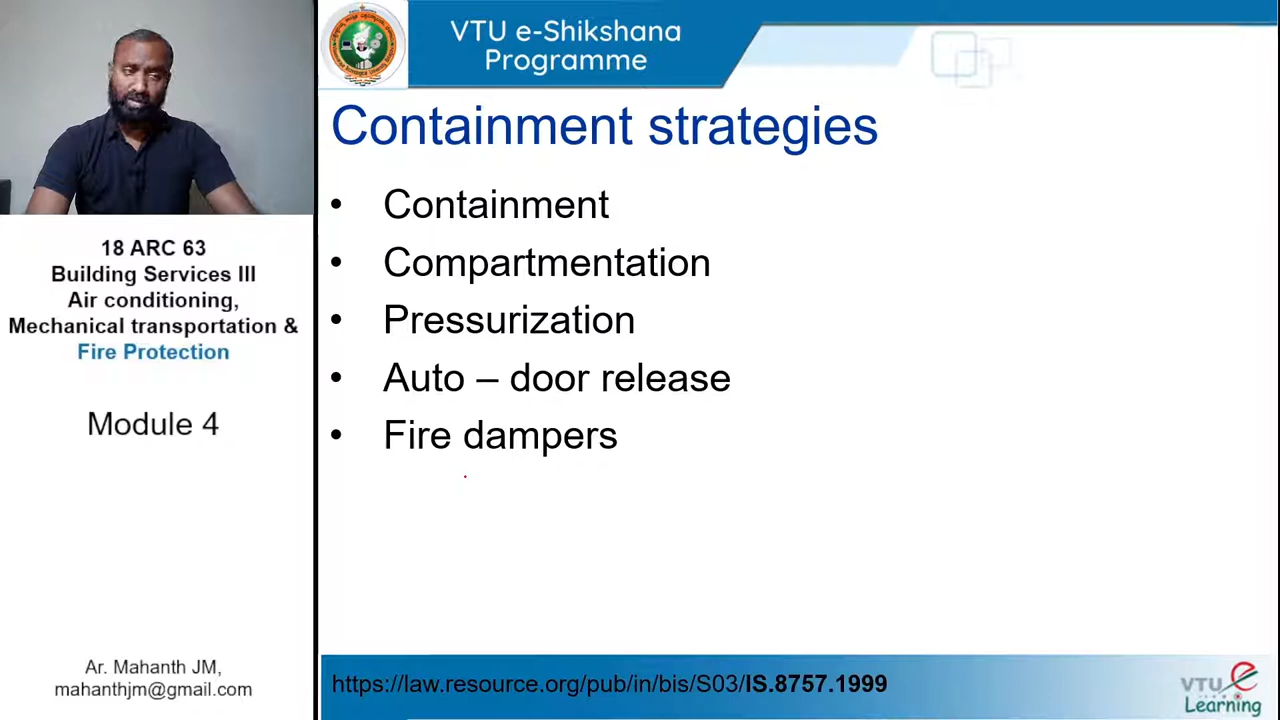 VTU e-Shikshana
Programme
Containment strategies
• Containment
• Compartmentation
• Pressurization
• Auto – door release
• Fire dampers
18 ARC 63
Building Services III
Air conditioning,
Mechanical transportation &
Fire Protection
Module 4
Ar. Mahanth JM,
mahanthjm@gmail.com
https://law.resource.org/pub/in/bis/S03/IS.8757.1999
VTU e
Learning